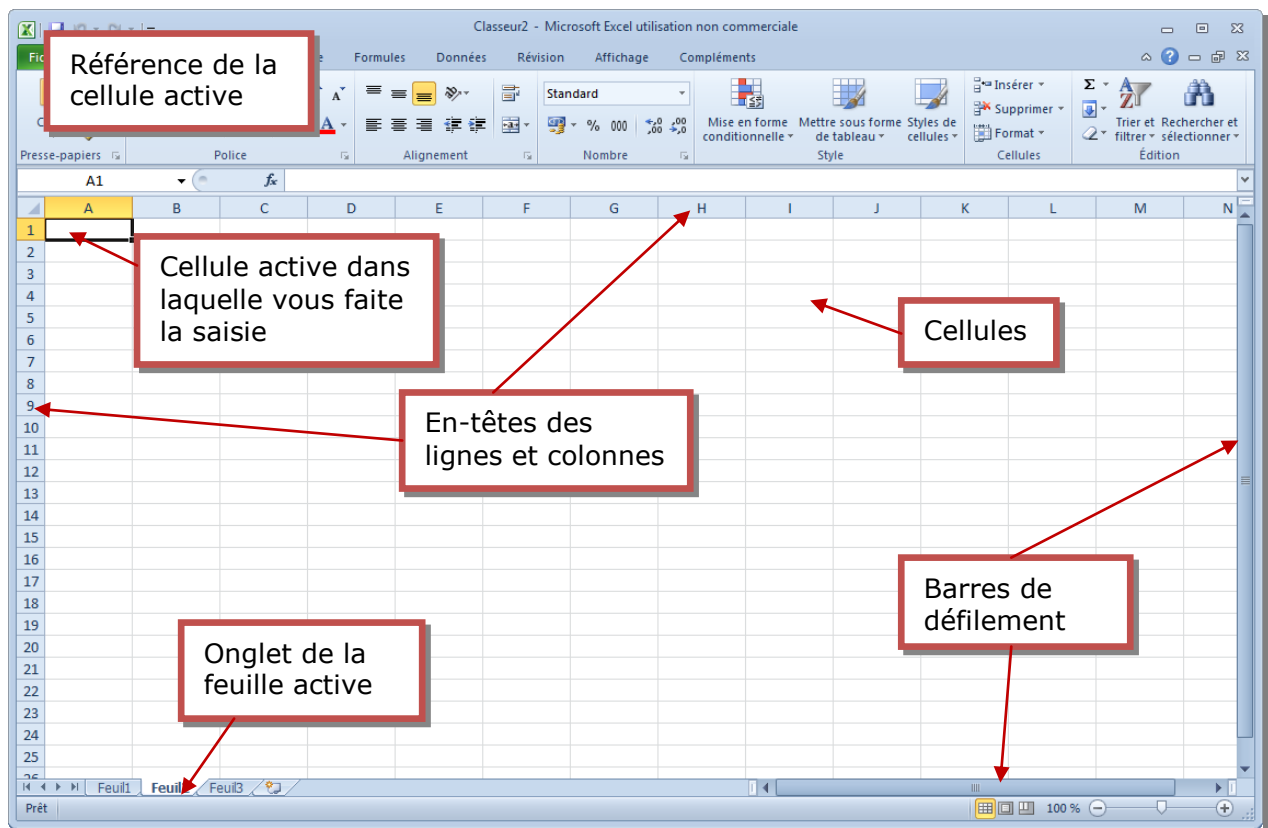 Classeur2 - Microsoft Excel utilisation non commerciale
Formules Données Révision Affichage Compléments
Référence de la
cellule active
Standard
% 000
Mise en forme
conditionnelle
Mettre sous forme
de tableau
Styles de
cellules
Insérer
Supprimer
Format
Σ
Trier et
filtrer
Rechercher et
sélectionner
Presse-papiers Police Alignement Nombre Style Cellules Édition
A1 fx
A B C D E F G H I J K L M N
1
2
3
4
5
6
7
8
9
10
11
12
13
14
15
16
17
18
19
20
21
22
23
24
25
Cellule active dans
laquelle vous faite
la saisie
Cellules
En-têtes des
lignes et colonnes
Barres de
défilement
Onglet de la
feuille active
Feuil1 Feuil3
Prêt 100 %